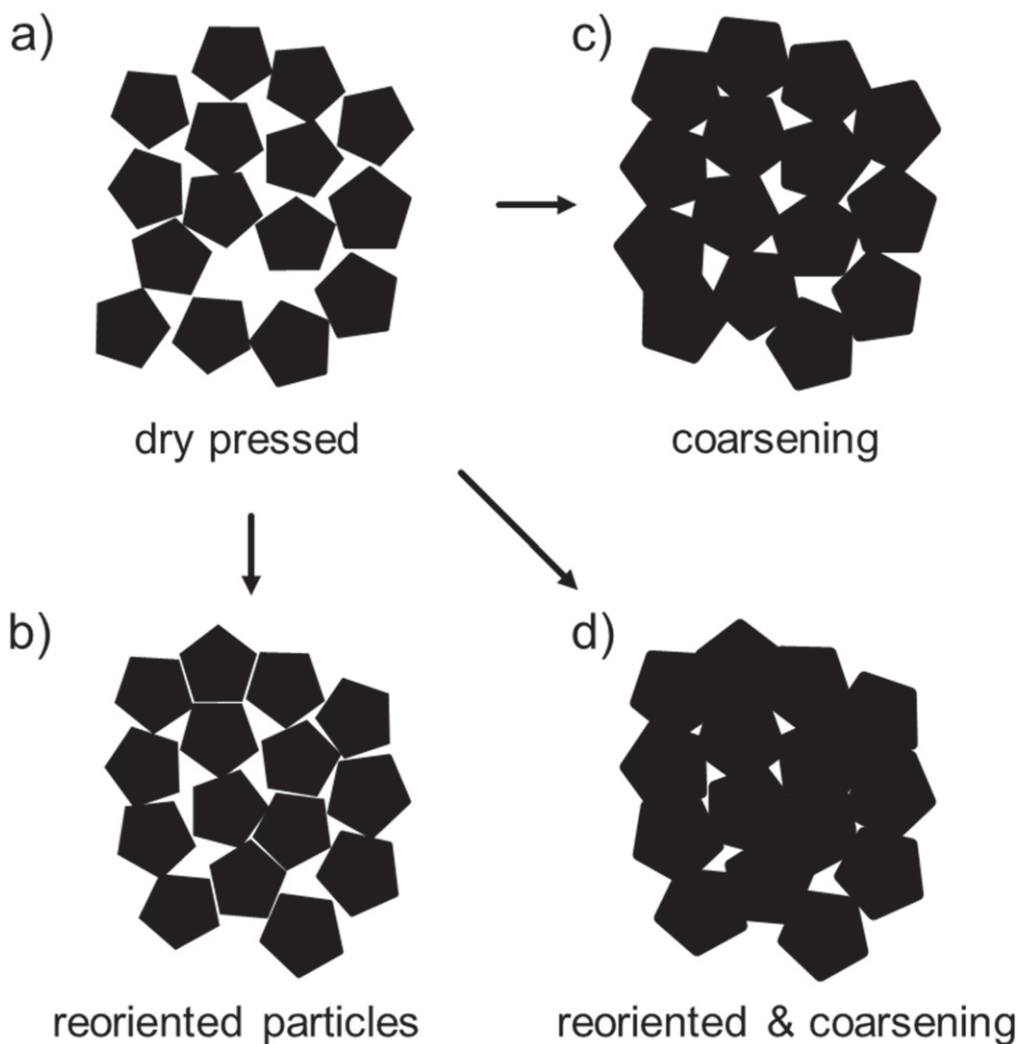 a)
c)
dry pressed
coarsening
b)
d)
reoriented particles
reoriented & coarsening